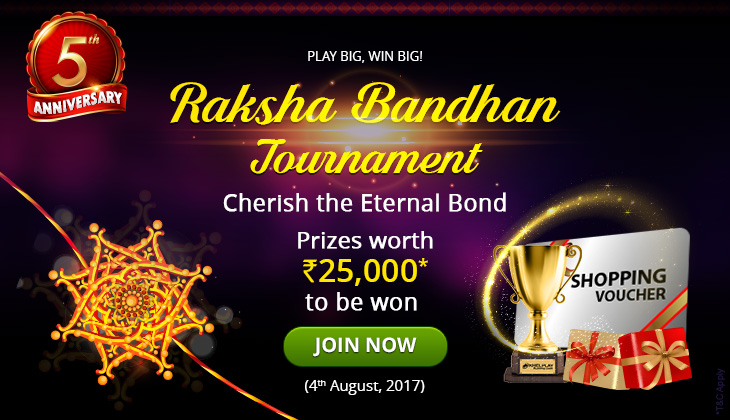 5th
ANNIVERSARY
PLAY BIG, WIN BIG!
Raksha Bandhan
Tournament
Cherish the Eternal Bond
Prizes worth
₹25,000*
to be won
JOIN NOW
(4th August, 2017)
SHOPPING
VOUCHER
KHELPLAY
*T&C Apply